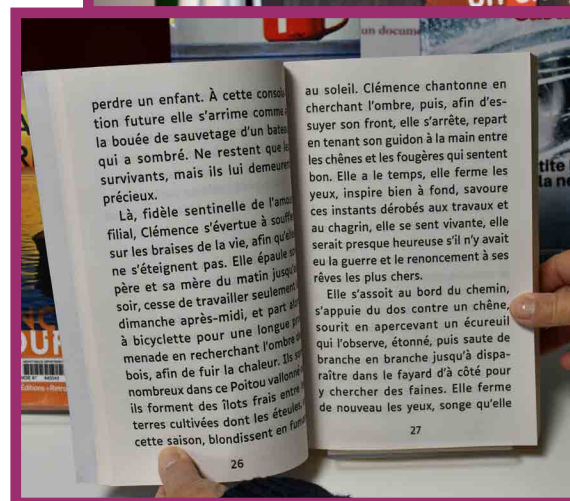 un docume
perdre un enfant. À cette consola
tion future elle s'arrime comme à
la bouée de sauvetage d'un bateau
qui a sombré. Ne restent que les
survivants, mais ils lui demeurent
précieux.
Là, fidèle sentinelle de l'amour
filial, Clémence s'évertue à souffler
sur les braises de la vie, afin qu'elles
ne s'éteignent pas. Elle épaule son
père et sa mère du matin jusqu'au
soir, cesse de travailler seulement le
dimanche après-midi, et part alors
à bicyclette pour une longue pro
menade en recherchant l'ombre des
bois, afin de fuir la chaleur. Ils sont
nombreux dans ce Poitou vallonné
ils forment des îlots frais entre
terres cultivées dont les éteules,
cette saison, blondissent en
26
au soleil. Clémence chantonne en
cherchant l'ombre, puis, afin d'es-
suyer son front, elle s'arrête, repart
en tenant son guidon à la main entre
les chênes et les fougères qui sentent
bon. Elle a le temps, elle ferme les
yeux, inspire bien à fond, savoure
ces instants dérobés aux travaux et
au chagrin, elle se sent vivante, elle
serait presque heureuse s'il n'y avait
eu la guerre et le renoncement à ses
rêves les plus chers.
Elle s'assoit au bord du chemin,
s'appuie du dos contre un chêne,
sourit en apercevant un écureuil
qui l'observe, étonné, puis saute de
branche en branche jusqu'à dispa-
raître dans le fayard d'à côté pour
y chercher des faines. Elle ferme
de nouveau les yeux, songe qu'elle
27